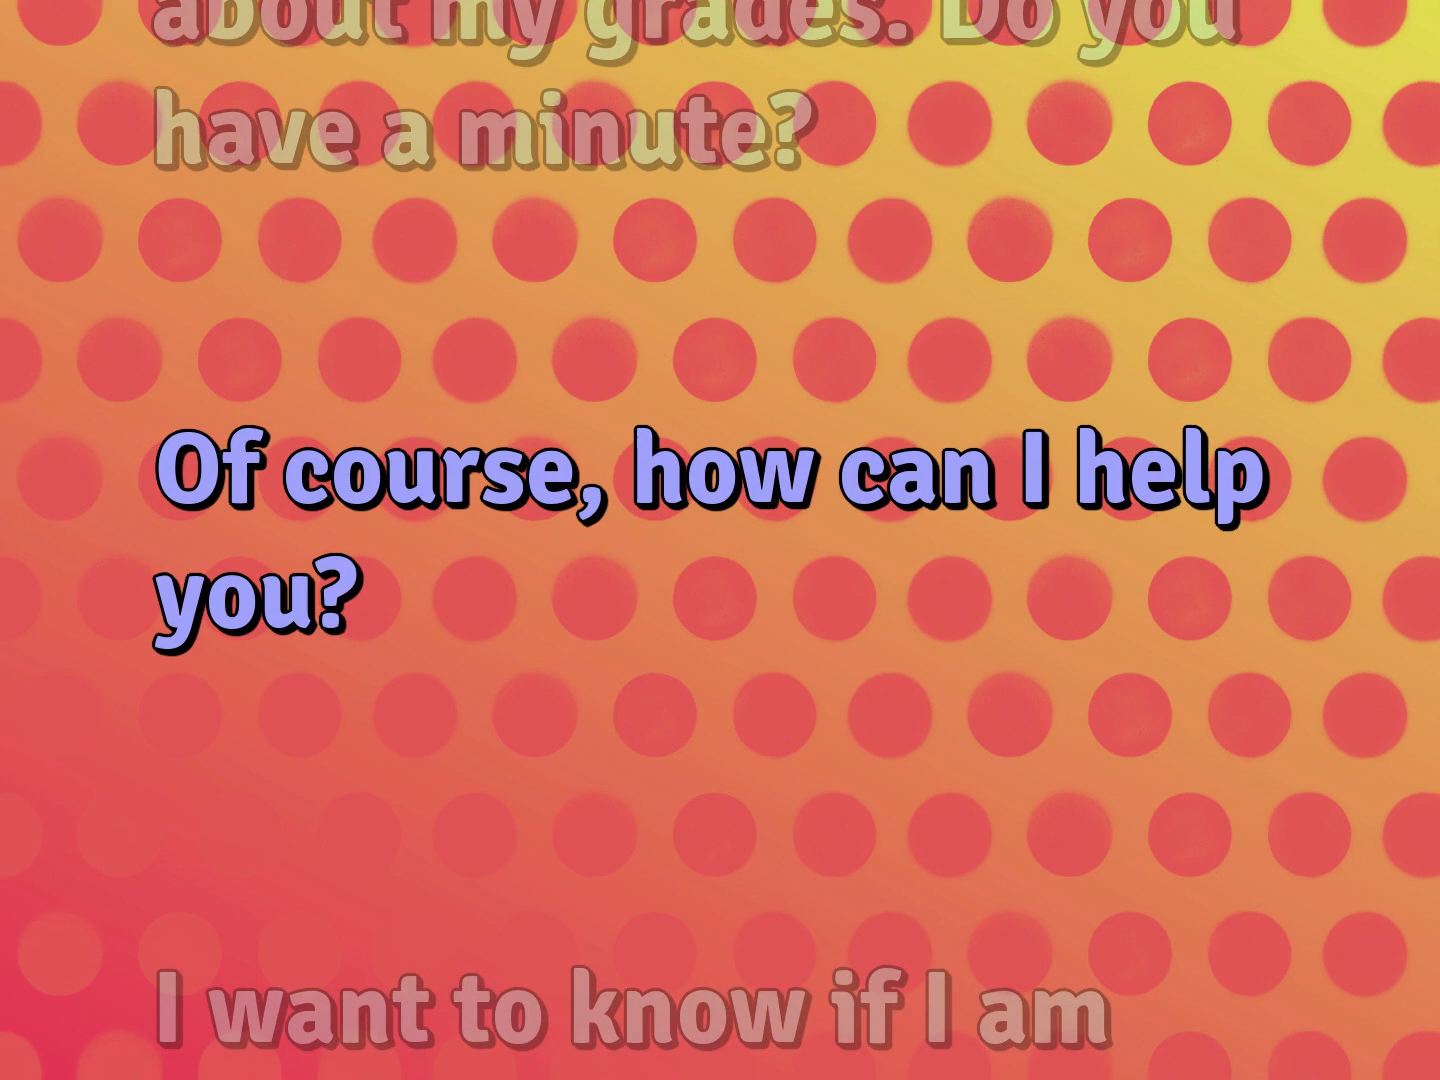 about my grades. Do you
have a minute?
Of course, how can I help
you?
I want to know if I am